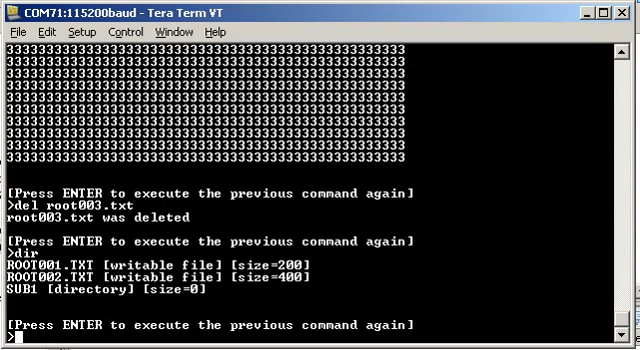 COM71:115200baud - Tera Term VT
File Edit Setup Control Window Help
33333333333333333333333333333333333333333333333333
33333333333333333333333333333333333333333333333333
33333333333333333333333333333333333333333333333333
33333333333333333333333333333333333333333333333333
33333333333333333333333333333333333333333333333333
33333333333333333333333333333333333333333333333333
33333333333333333333333333333333333333333333333333
33333333333333333333333333333333333333333333333333
33333333333333333333333333333333333333333333333333
33333333333333333333333333333333333333333333333333
[Press ENTER to execute the previous command again]
>del root003.txt
root003.txt was deleted
[Press ENTER to execute the previous command again]
>dir
ROOT001.TXT [writable file] [size=200]
ROOT002.TXT [writable file] [size=400]
SUB1 [directory] [size=0]
[Press ENTER to execute the previous command again]
>